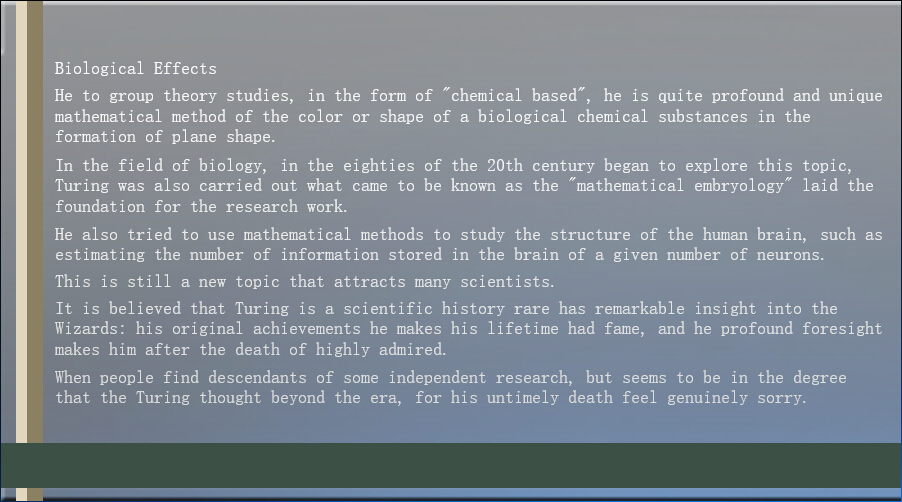 Biological Effects
He to group theory studies, in the form of "chemical based", he is quite profound and unique
mathematical method of the color or shape of a biological chemical substances in the
formation of plane shape.
In the field of biology, in the eighties of the 20th century began to explore this topic,
Turing was also carried out what came to be known as the "mathematical embryology" laid the
foundation for the research work.
He also tried to use mathematical methods to study the structure of the human brain, such as
estimating the number of information stored in the brain of a given number of neurons.
This is still a new topic that attracts many scientists.
It is believed that Turing is a scientific history rare has remarkable insight into the
Wizards: his original achievements he makes his lifetime had fame, and he profound foresight
makes him after the death of highly admired.
When people find descendants of some independent research, but seems to be in the degree
that the Turing thought beyond the era, for his untimely death feel genuinely sorry.